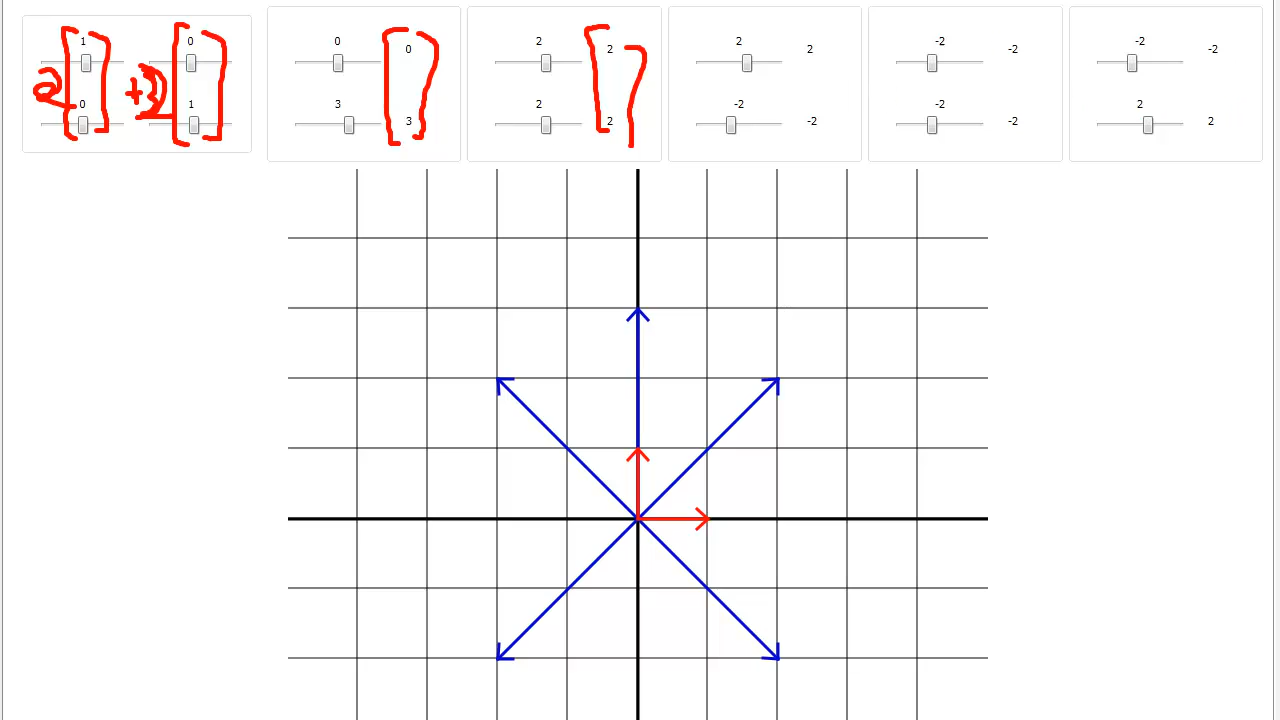 1 0 0 0 2 2 2 2 -2 -2 -2 -2
2 +2
0 1 3 3 2 2 -2 -2 -2 -2 2 2